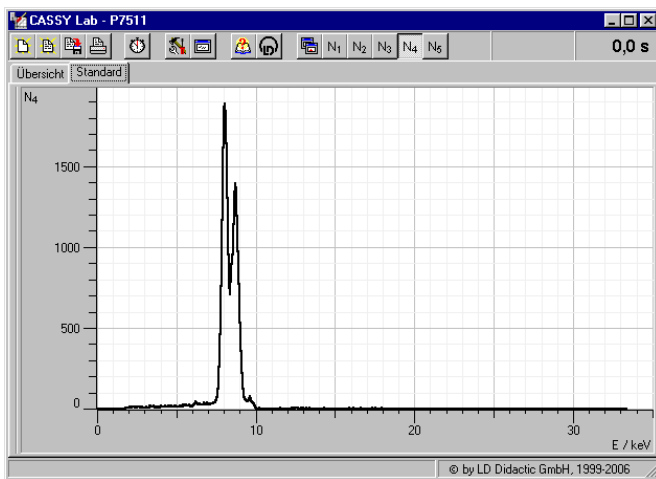 CASSY Lab - P7511
N1 N2 N3 N4 N5 0,0 s
Übersicht Standard
N4
1500
1000
500
0
0 10 20 30
E / keV
© by LD Didactic GmbH, 1999-2006